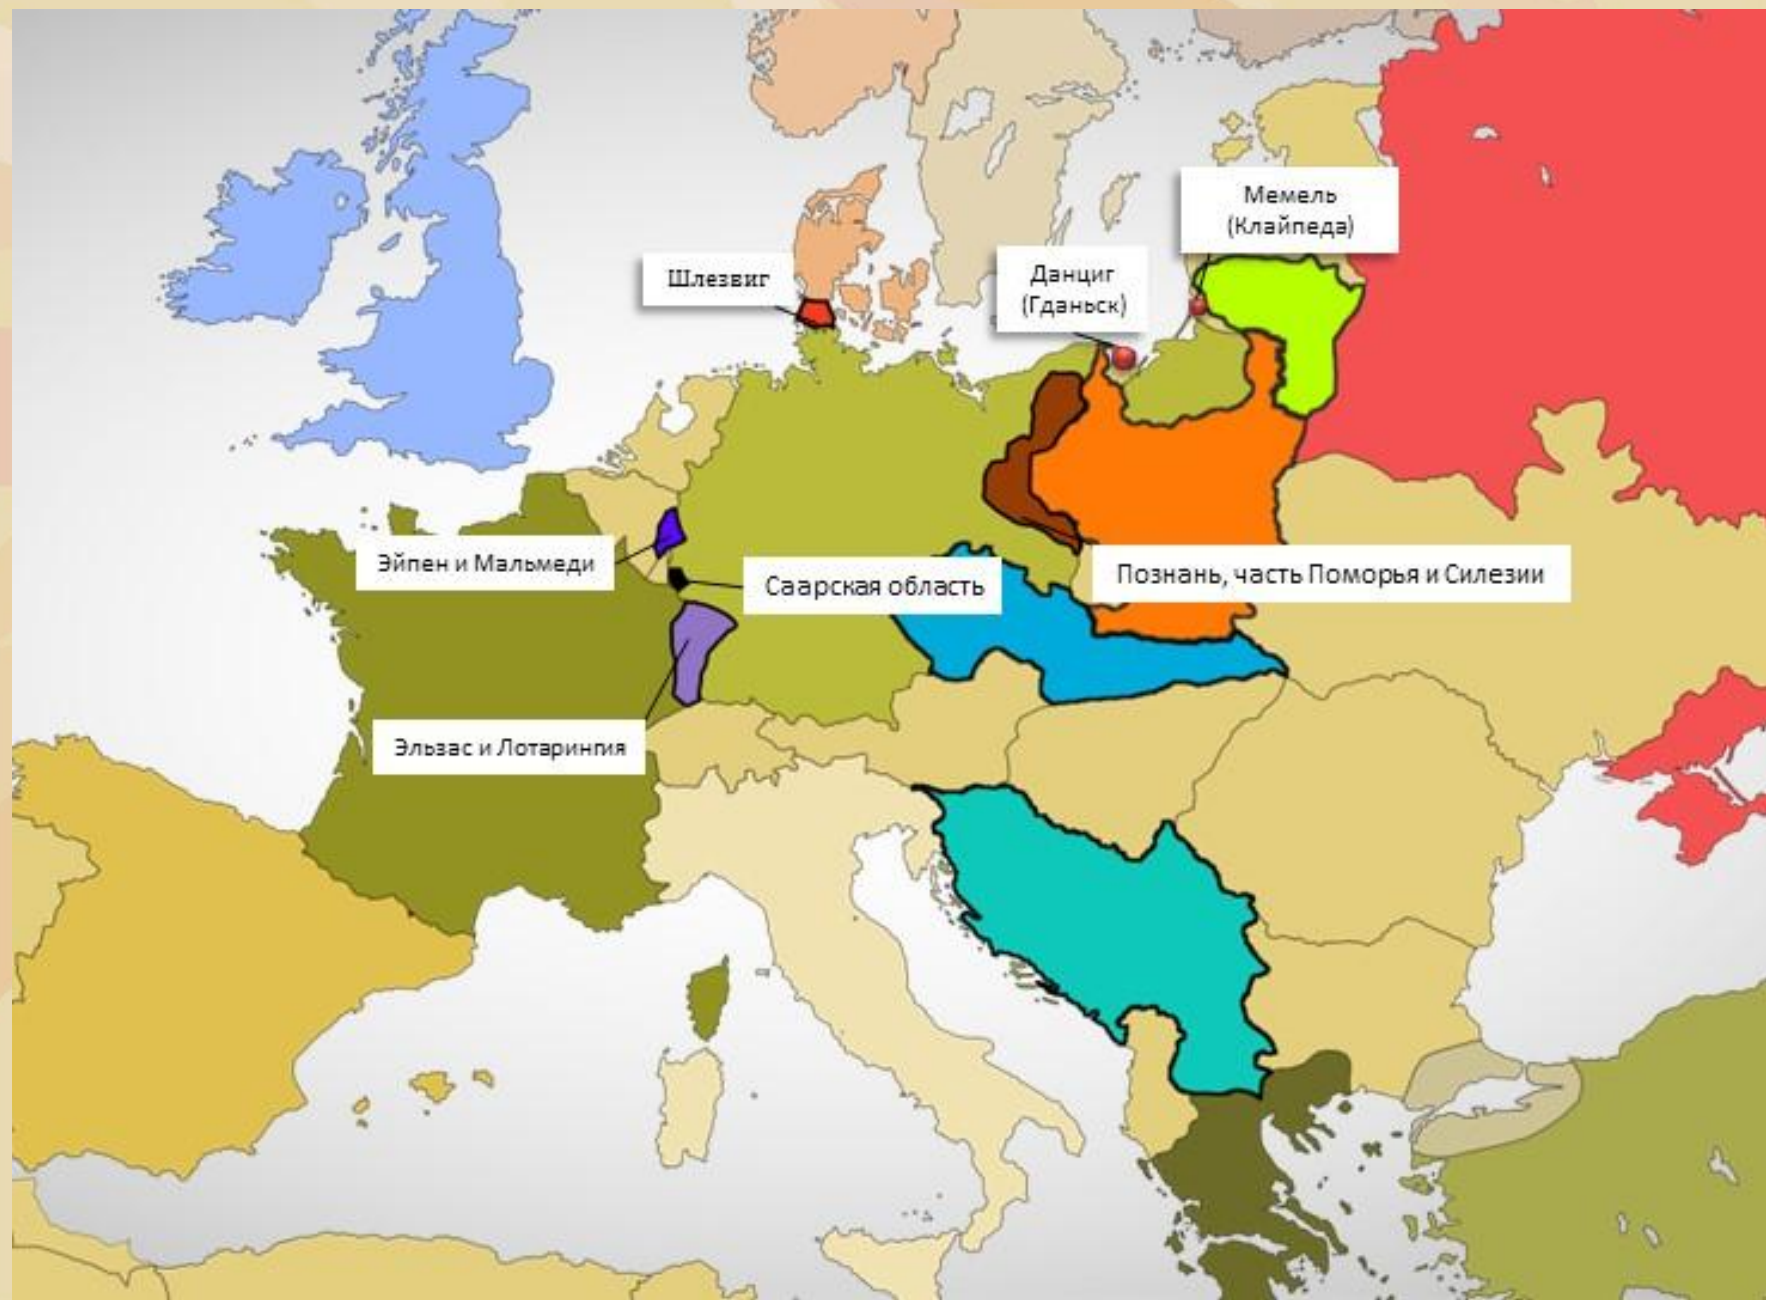 Мемель
(Клайпеда)
Данциг
(Гданьск)
Шлезвиг
Эйпен и Мальмеди
Саарская область
Познань, часть Поморья и Силезии
Эльзас и Лотарингия